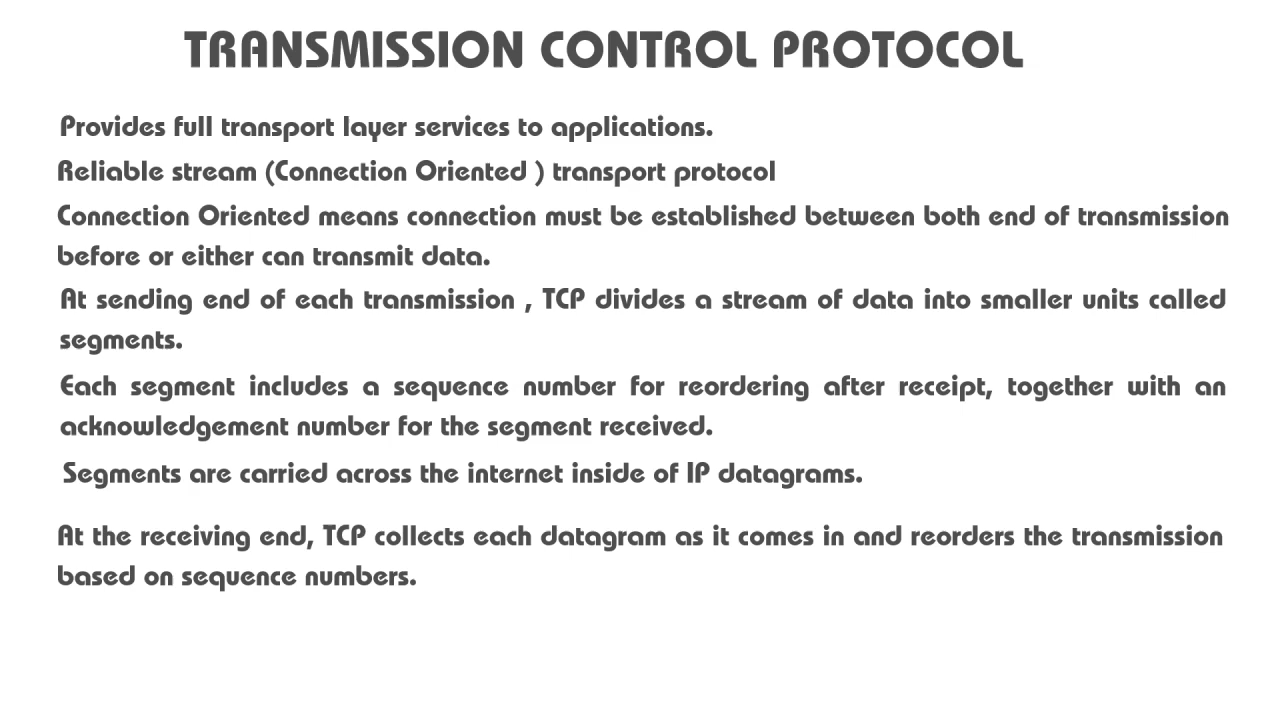 TRANSMISSION CONTROL PROTOCOL
Provides full transport layer services to applications.
Reliable stream (Connection Oriented ) transport protocol
Connection Oriented means connection must be established between both end of transmission
before or either can transmit data.
At sending end of each transmission , TCP divides a stream of data into smaller units called
segments.
Each segment includes a sequence number for reordering after receipt, together with an
acknowledgement number for the segment received.
Segments are carried across the internet inside of IP datagrams.
At the receiving end, TCP collects each datagram as it comes in and reorders the transmission
based on sequence numbers.